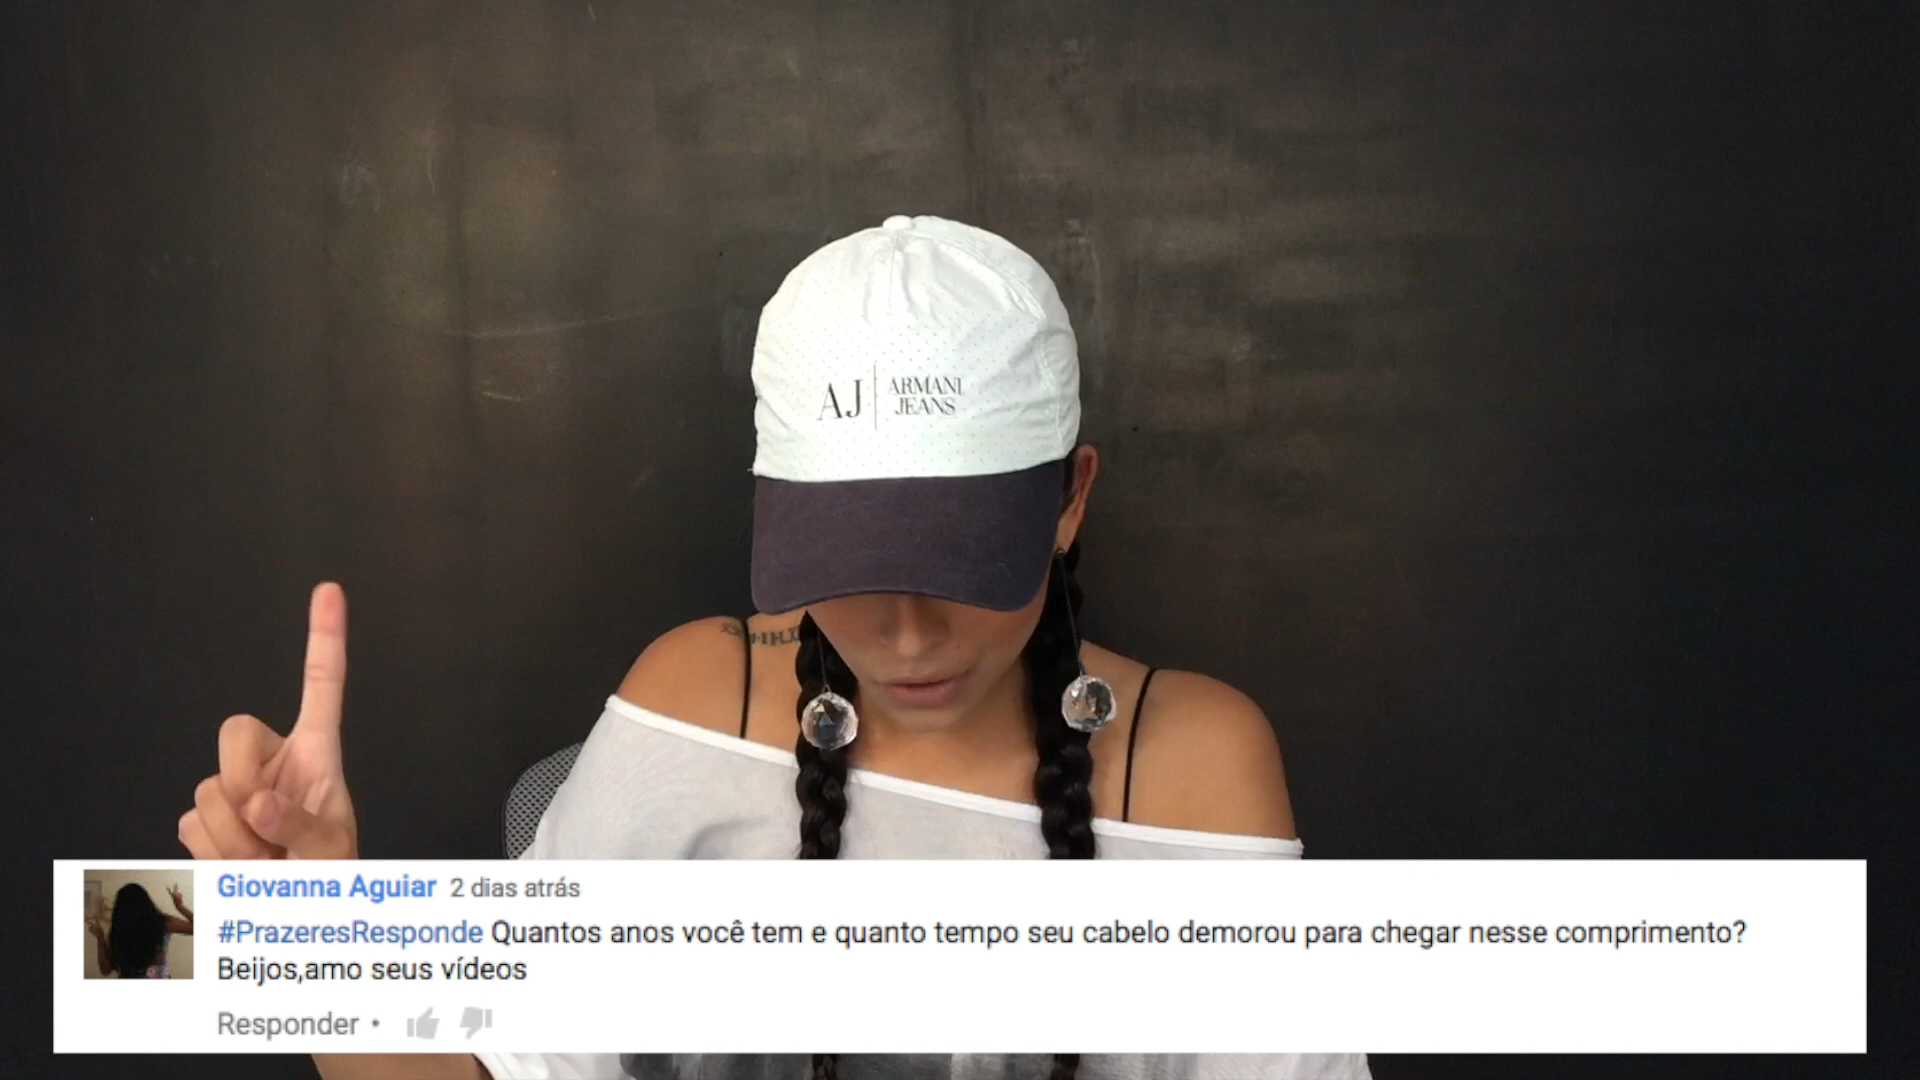 AJ
ARMANI
JEANS
Giovanna Aguiar 2 dias atrás
#PrazeresResponde Quantos anos você tem e quanto tempo seu cabelo demorou para chegar nesse comprimento?
Beijos,amo seus vídeos
Responder •